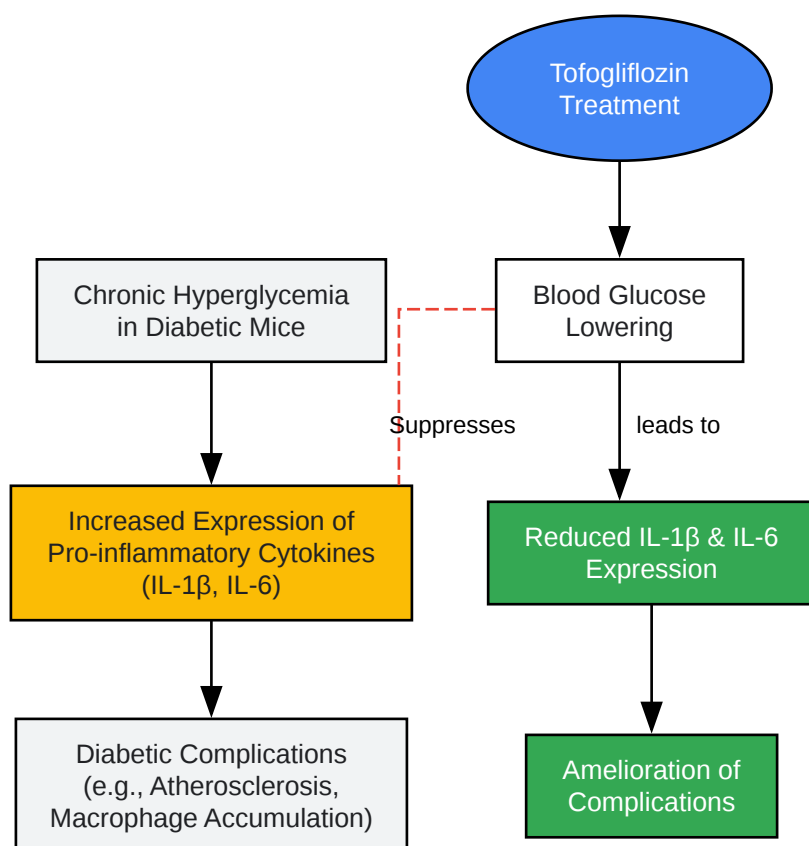 Tofogliflozin
Treatment
Chronic Hyperglycemia
in Diabetic Mice
Blood Glucose
Lowering
Suppresses
leads to
Increased Expression of
Pro-inflammatory Cytokines
(IL-1β, IL-6)
Reduced IL-1β & IL-6
Expression
Diabetic Complications
(e.g., Atherosclerosis,
Macrophage Accumulation)
Amelioration of
Complications